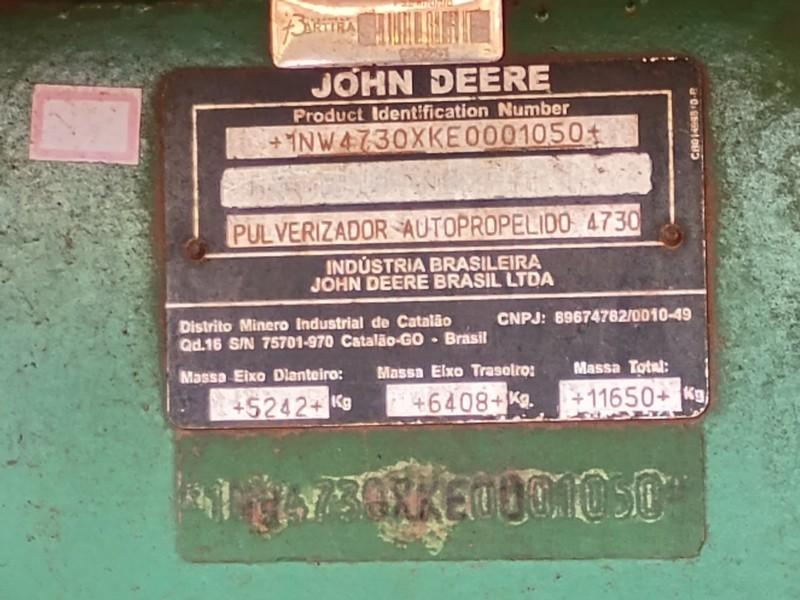 BARTIRA
JOHN DEERE
Product Identification Number
+1NW4730XKE0001050+
PULVERIZADOR AUTOPROPELIDO 4730
INDÚSTRIA BRASILEIRA
JOHN DEERE BRASIL LTDA
Distrito Minero Industrial de Catalão
CNPJ: 89674782/0010-49
Qd.16 S/N 75701-970 Catalão-GO - Brasil
Massa Eixo Dianteiro:
Massa Eixo Traseiro:
Massa Total:
+5242+ Kg
+6408+ Kg.
+11650+ Kg
*1NW4730XKE0001050*